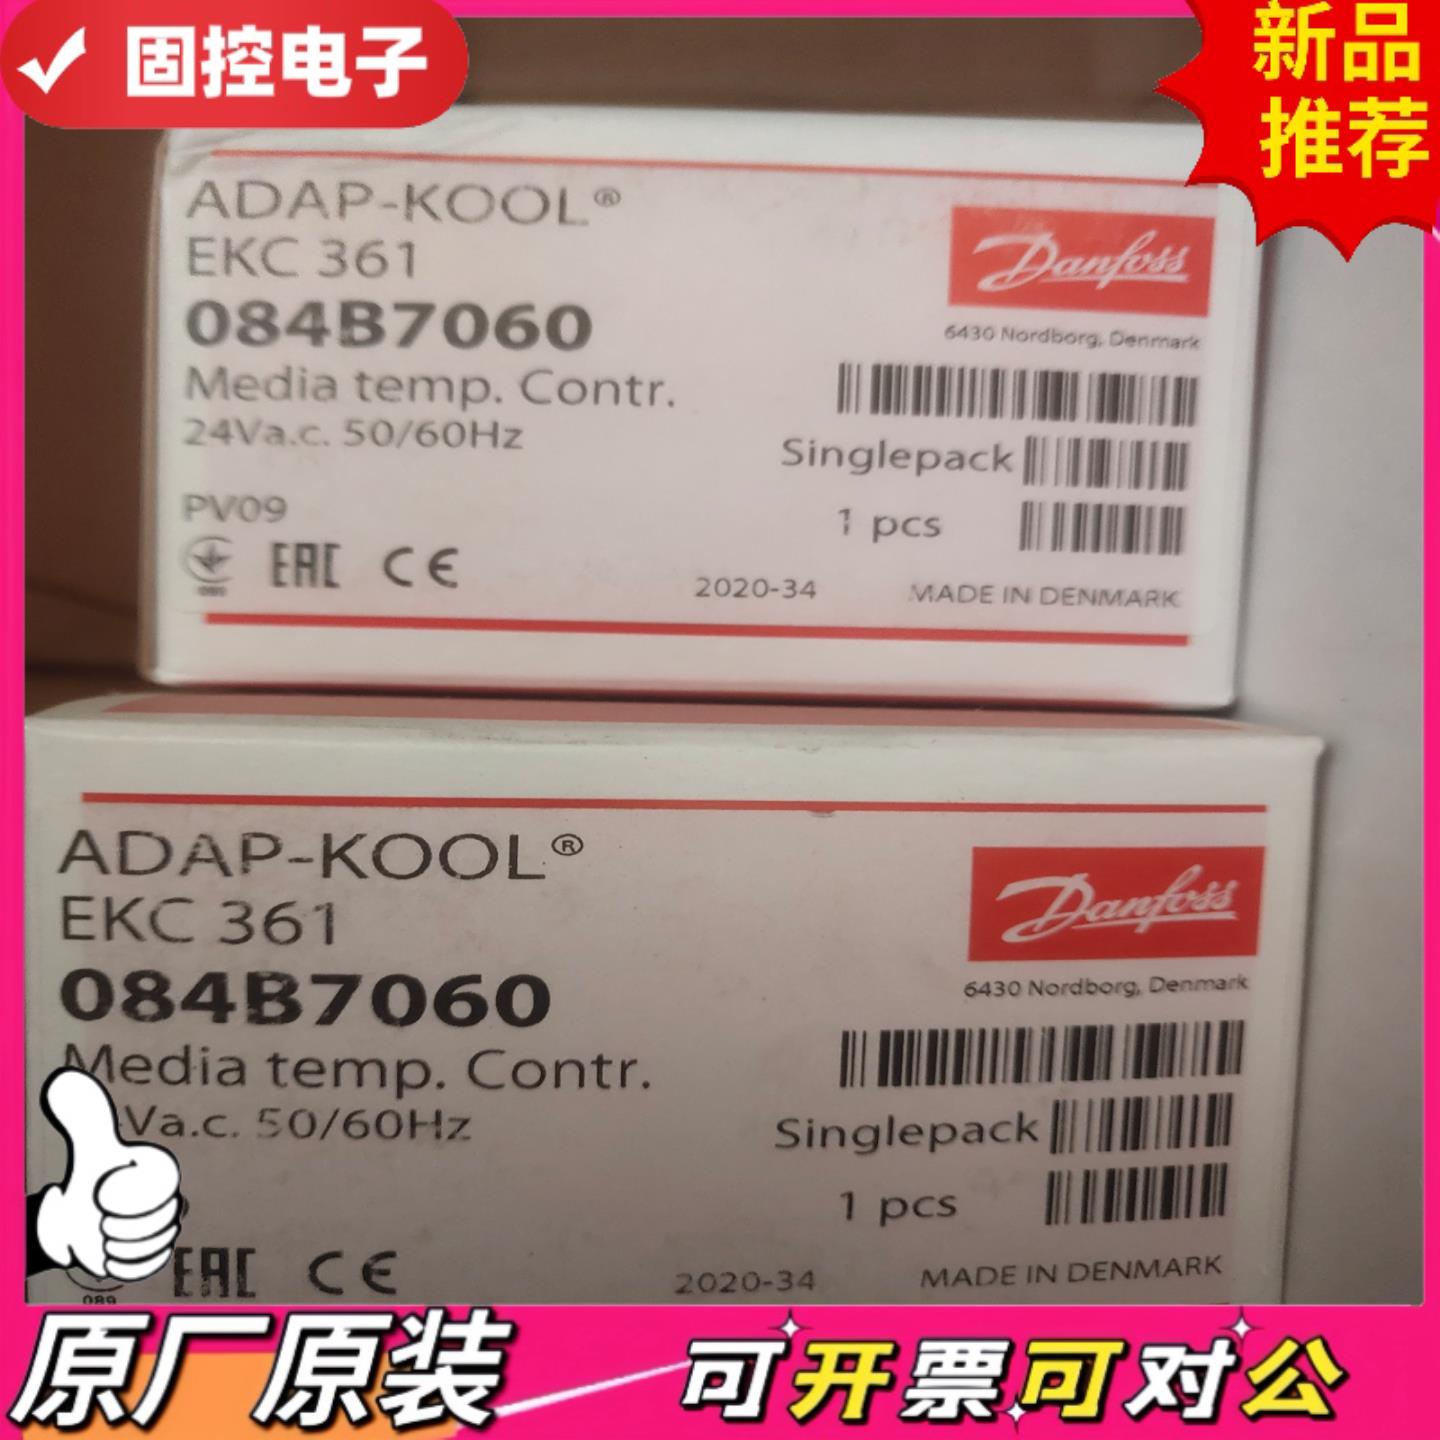 固控电子
新品
推荐
ADAP-KOOL®
EKC 361
084B7060
Media temp. Contr.
24Va.c. 50/60Hz
PV09
EAC CE
Danfoss
6430 Nordborg, Denmark
Singlepack
1 pcs
2020-34
MADE IN DENMARK
ADAP-KOOL®
EKC 361
084B7060
Media temp. Contr.
Va.c. 50/60Hz
089
EAC CE
Danfoss
6430 Nordborg, Denmark
Singlepack
1 pcs
2020-34
MADE IN DENMARK
原厂原装
可开票可对公